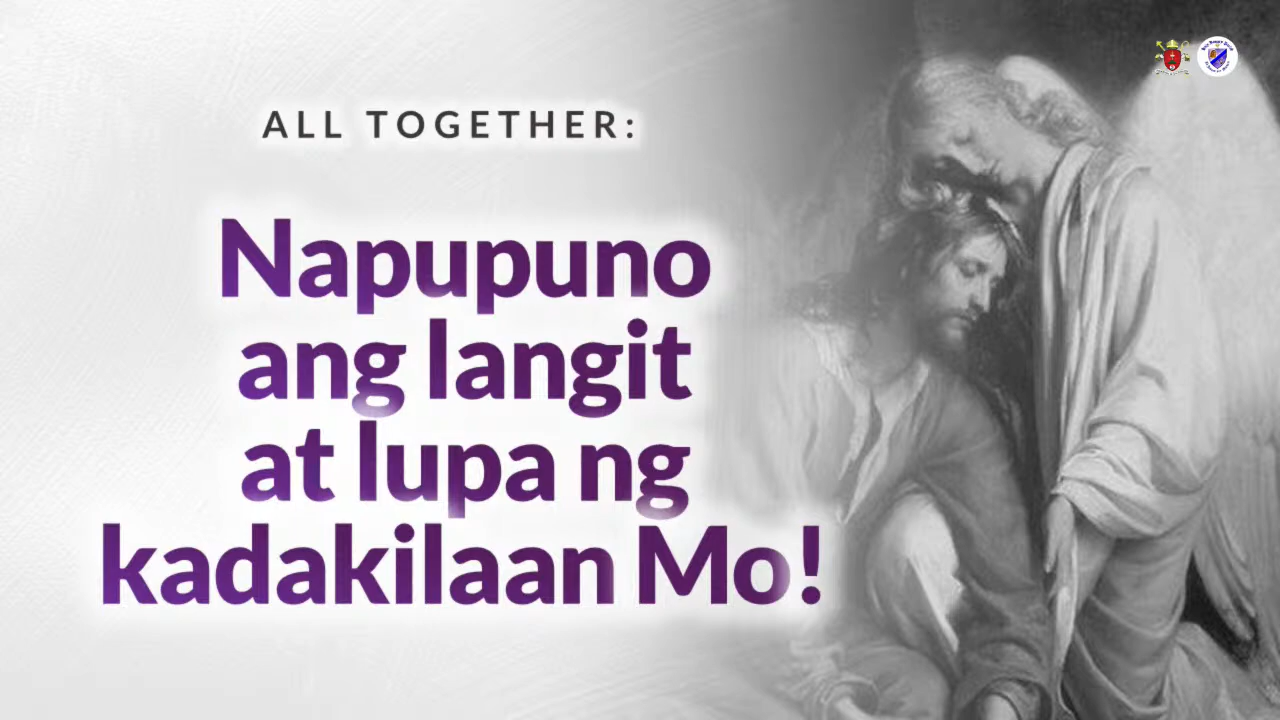 ALL TOGETHER:
Napupuno
ang langit
at lupa ng
kadakilaan Mo!